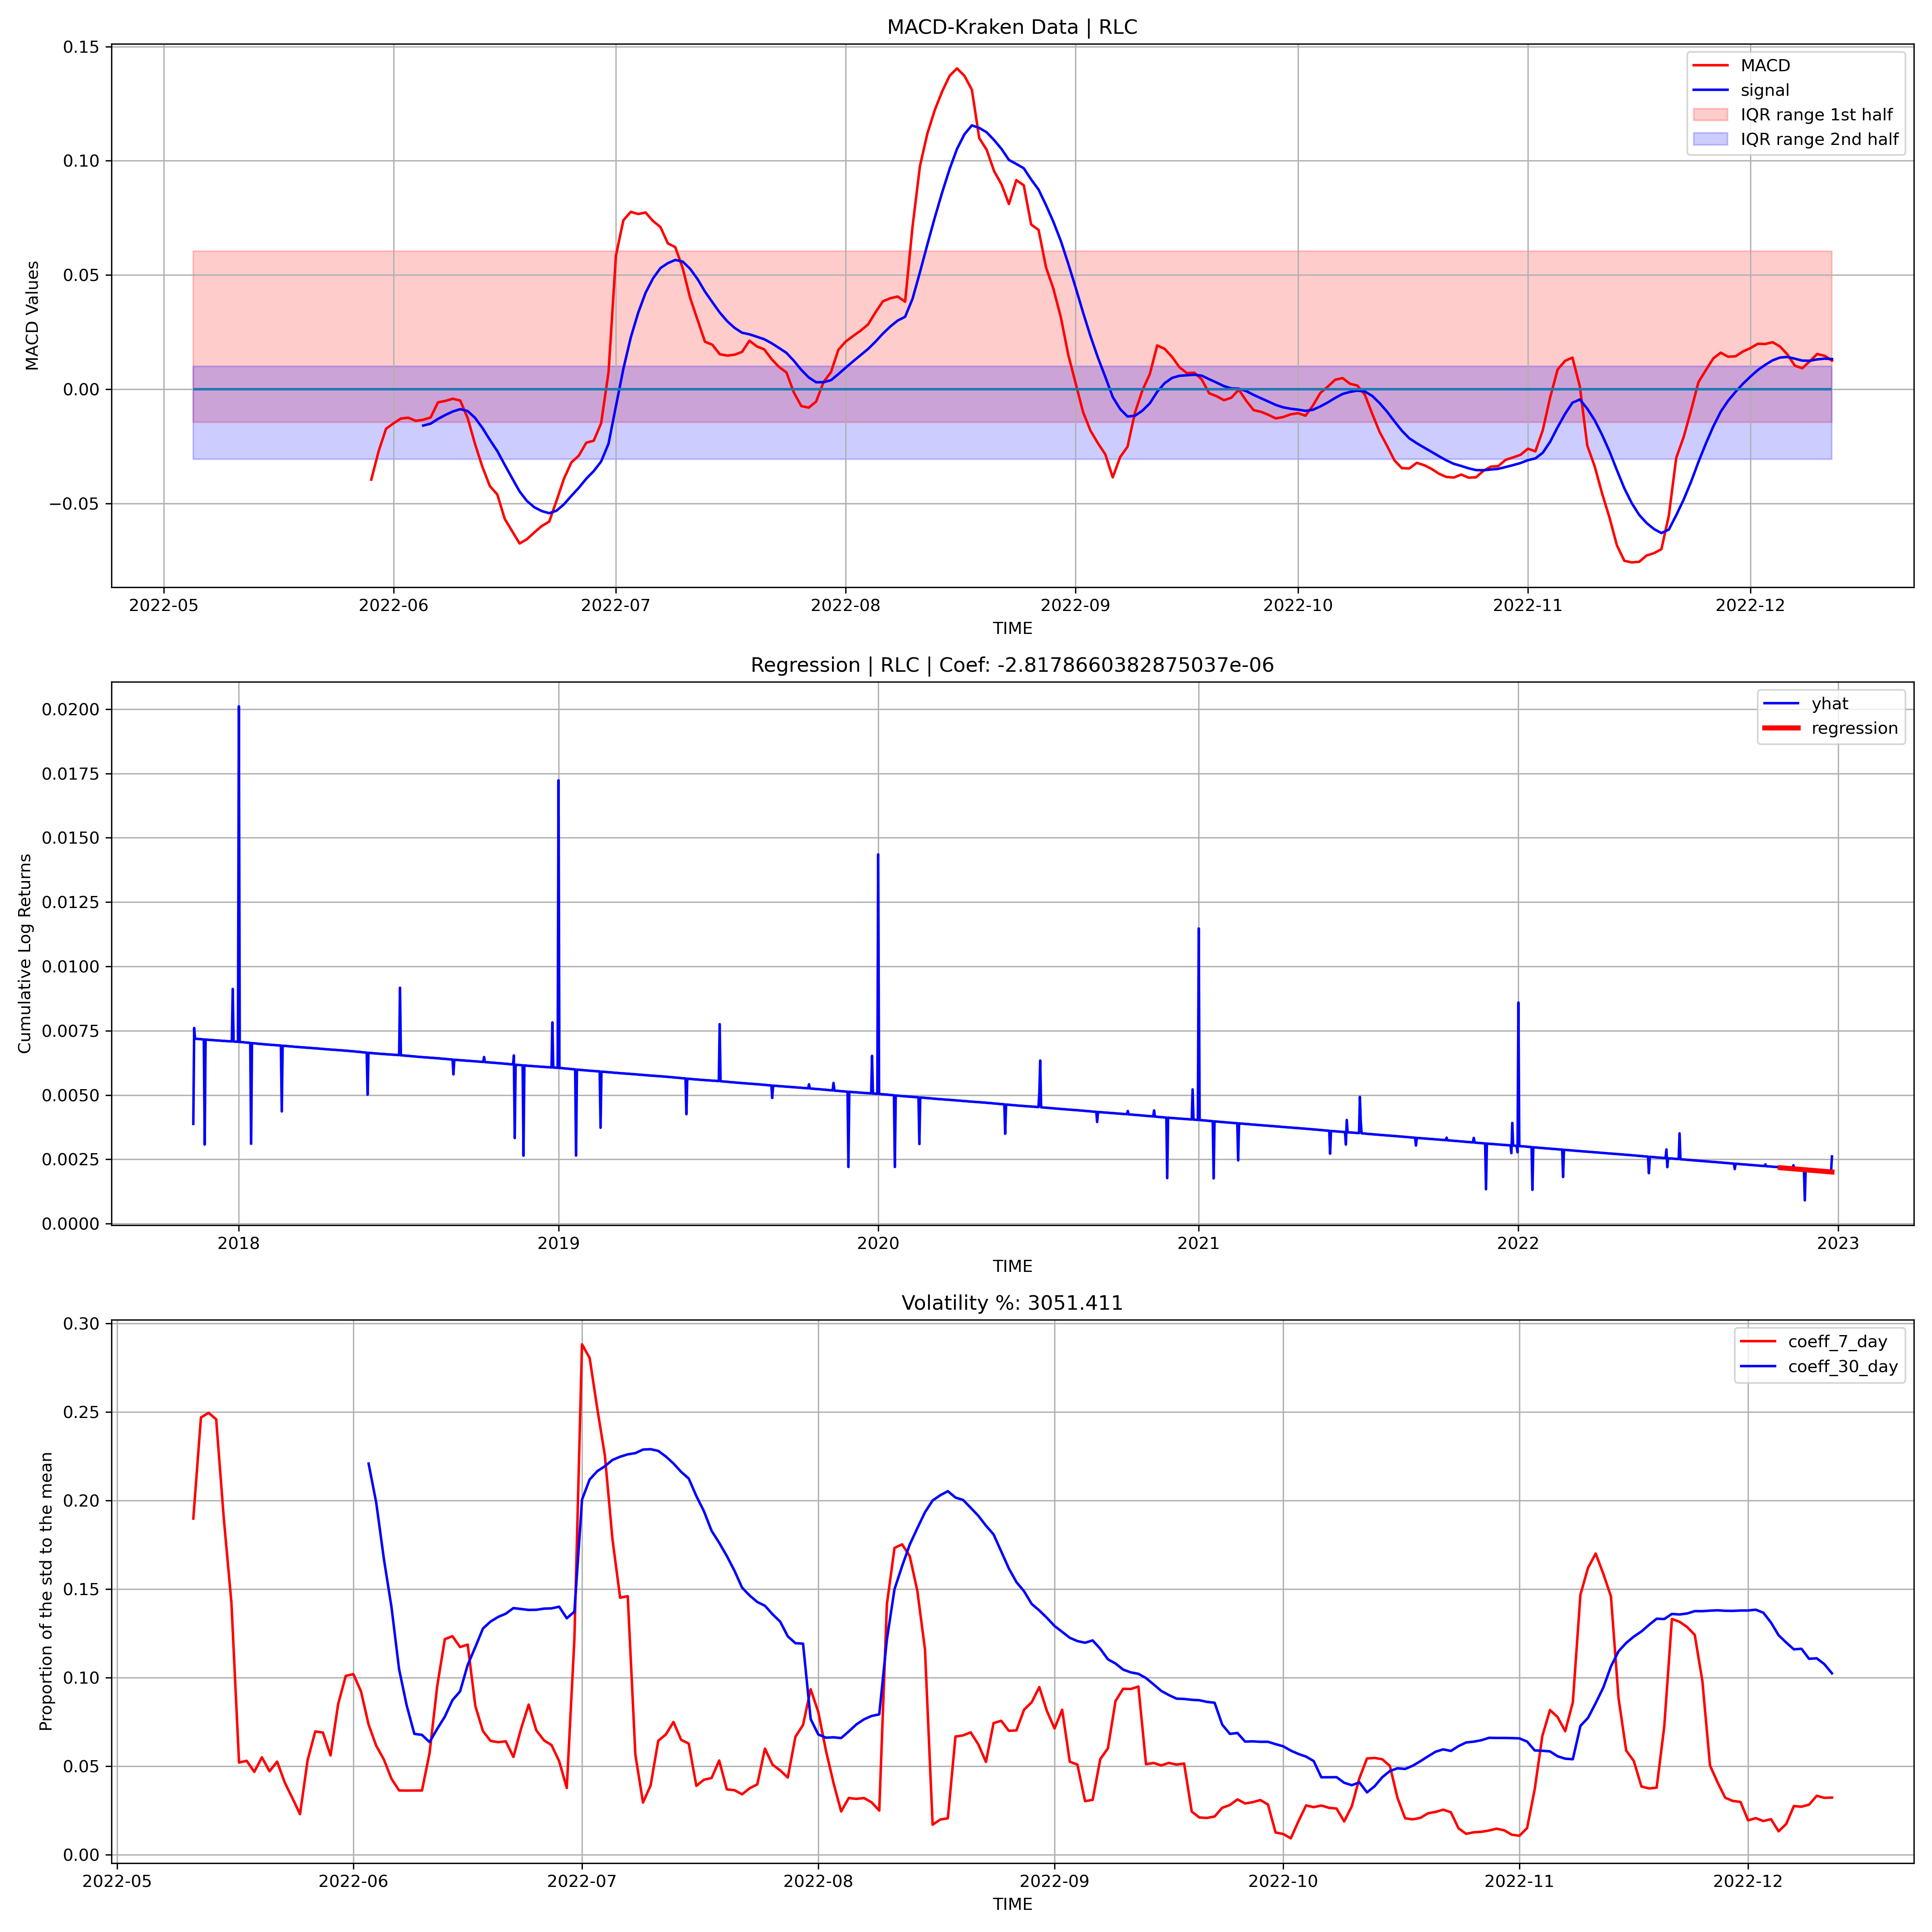 MACD-Kraken Data | RLC
MACD Values
0.15
0.10
0.05
0.00
−0.05
MACD
signal
IQR range 1st half
IQR range 2nd half
2022-05 2022-06 2022-07 2022-08 2022-09 2022-10 2022-11 2022-12
TIME
Regression | RLC | Coef: -2.8178660382875037e-06
Cumulative Log Returns
0.0200
0.0175
0.0150
0.0125
0.0100
0.0075
0.0050
0.0025
0.0000
yhat
regression
2018 2019 2020 2021 2022 2023
TIME
Volatility %: 3051.411
Proportion of the std to the mean
0.30
0.25
0.20
0.15
0.10
0.05
0.00
coeff_7_day
coeff_30_day
2022-05 2022-06 2022-07 2022-08 2022-09 2022-10 2022-11 2022-12
TIME